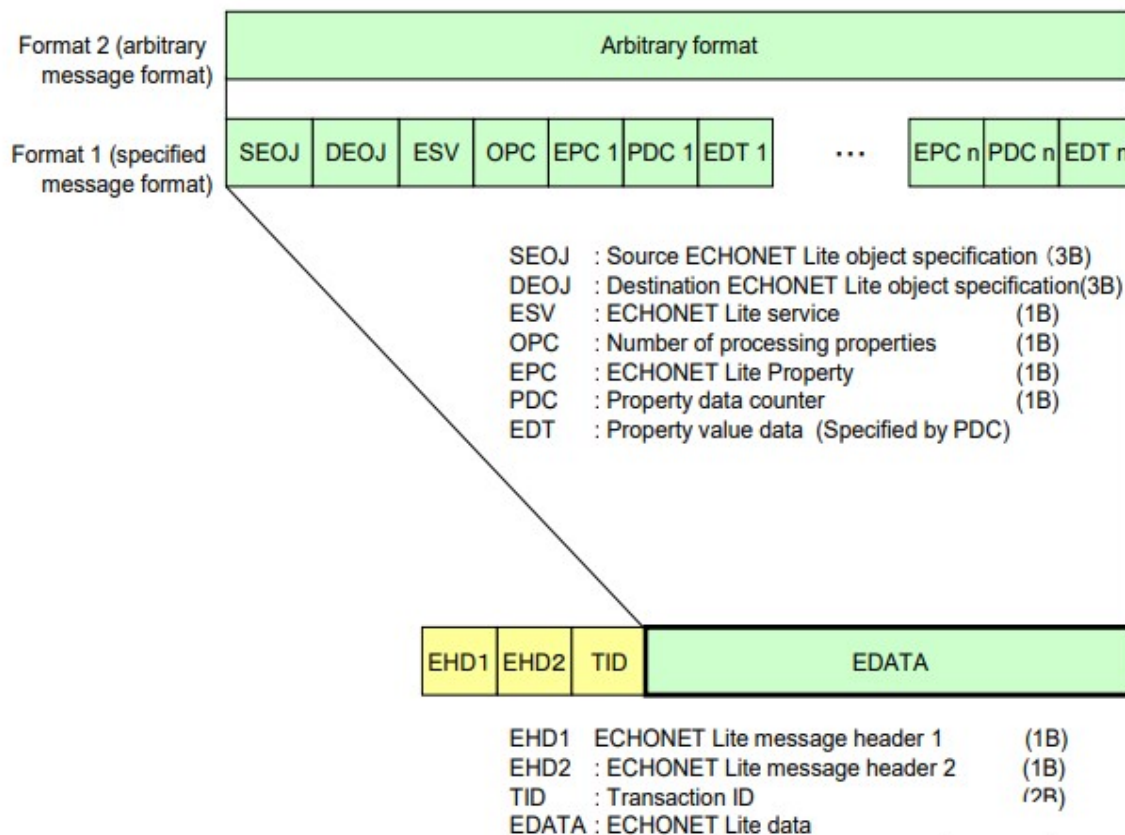 Format 2 (arbitrary
message format)
Arbitrary format
Format 1 (specified
message format)
SEOJ DEOJ ESV OPC EPC 1 PDC 1 EDT 1 ··· EPC n PDC n EDT n
SEOJ : Source ECHONET Lite object specification (3B)
DEOJ : Destination ECHONET Lite object specification(3B)
ESV : ECHONET Lite service (1B)
OPC : Number of processing properties (1B)
EPC : ECHONET Lite Property (1B)
PDC : Property data counter (1B)
EDT : Property value data (Specified by PDC)
EHD1 EHD2 TID EDATA
EHD1 ECHONET Lite message header 1 (1B)
EHD2 : ECHONET Lite message header 2 (1B)
TID : Transaction ID (2B)
EDATA : ECHONET Lite data